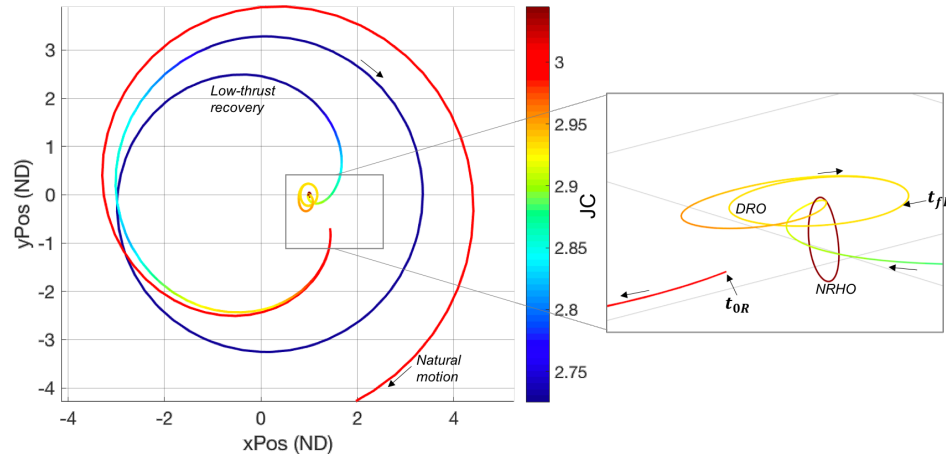 3
2
1
0
-1
-2
-3
-4
yPos (ND)
-4
-2
0
2
4
xPos (ND)
Low-thrust
recovery
Natural
motion
3
2.95
2.9
2.85
2.8
2.75
JC
DRO
NRHO
t0R